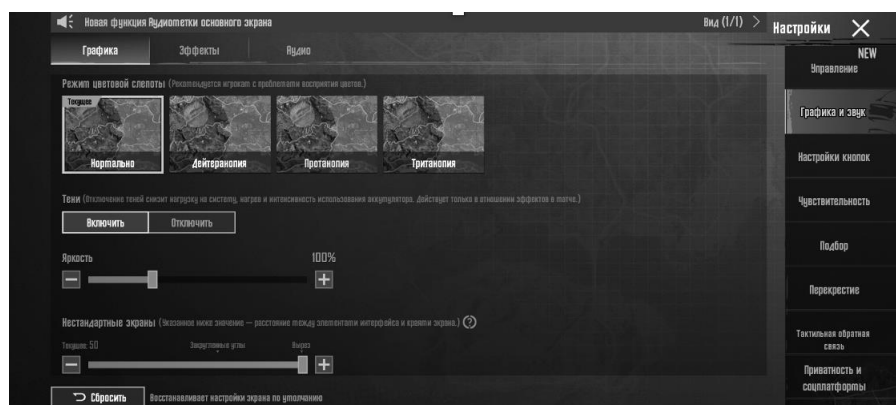 Новая функция Аудиометки основного экрана
Вид (1/1) >
Настройки
Графика
Эффекты
Аудио
NEW
Управление
Режим цветовой слепоты (Рекомендуется игрокам с проблемами восприятия цветов.)
Текущее
Нормально
Дейтеранопия
Протанопия
Тританопия
Графика и звук
Настройки кнопок
Тени (Отключение теней снизит нагрузку на систему, нагрев и интенсивность использования аккумулятора. Действует только в отношении эффектов в матче.)
Включить
Отключить
Чувствительность
Яркость
100%
Подбор
Перекрестие
Нестандартные экраны (Указанное ниже значение — расстояние между элементами интерфейса и краями экрана.) ?
Текущее: 50
Закругленные углы
Вырез
Тактильная обратная
связь
Приватность и
соцплатформы
Сбросить
Восстанавливает настройки экрана по умолчанию